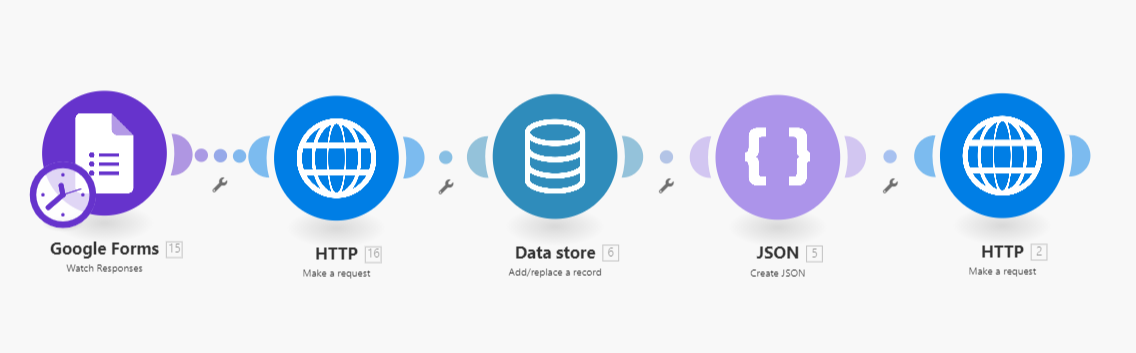 Google Forms 15
Watch Responses
HTTP 16
Make a request
Data store 6
Add/replace a record
JSON 5
Create JSON
HTTP 2
Make a request